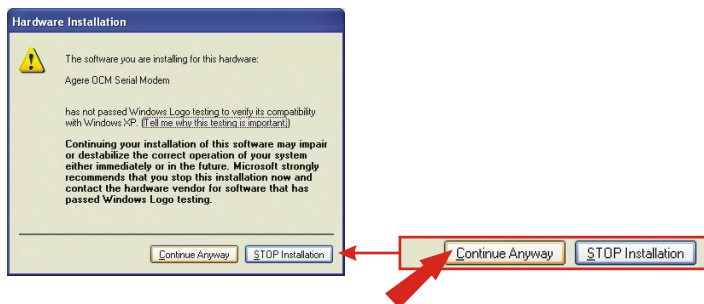 Hardware Installation
The software you are installing for this hardware:
Agere OCM Serial Modem
has not passed Windows Logo testing to verify its compatibility
with Windows XP. (Tell me why this testing is important.)
Continuing your installation of this software may impair
or destabilize the correct operation of your system
either immediately or in the future. Microsoft strongly
recommends that you stop this installation now and
contact the hardware vendor for software that has
passed Windows Logo testing.
Continue Anyway STOP Installation
Continue Anyway STOP Installation